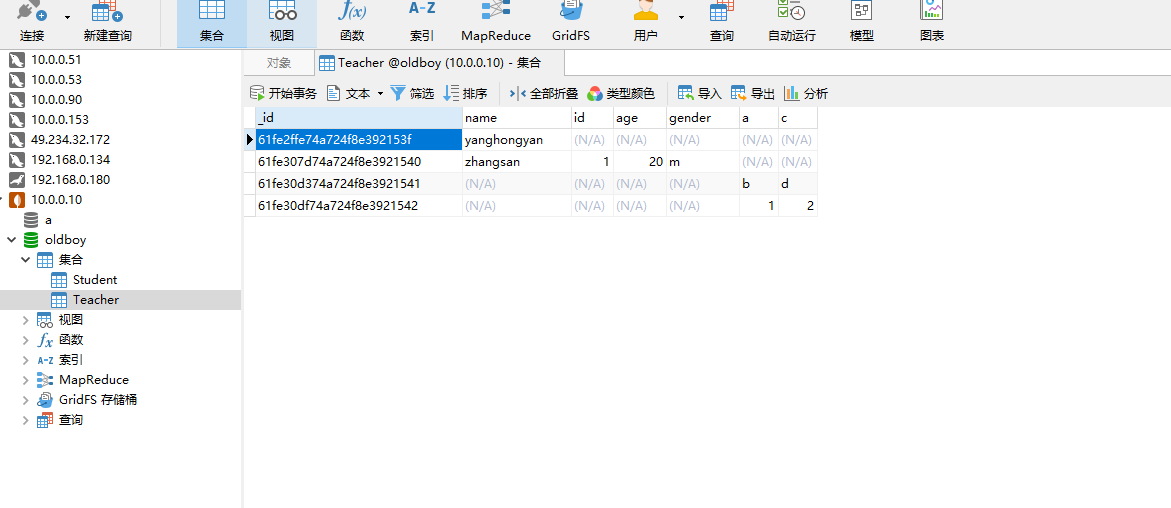 连接 新建查询 集合 视图 函数 索引 MapReduce GridFS 用户 查询 自动运行 模型 图表
10.0.0.51
10.0.0.53
10.0.0.90
10.0.0.153
49.234.32.172
192.168.0.134
192.168.0.180
10.0.0.10
a
oldboy
集合
Student
Teacher
视图
函数
索引
MapReduce
GridFS 存储桶
查询
对象 Teacher @oldboy (10.0.0.10) - 集合
开始事务 文本 筛选 排序 全部折叠 类型颜色 导入 导出 分析
_id name id age gender a c
61fe2ffe74a724f8e392153f yanghongyan (N/A) (N/A) (N/A) (N/A) (N/A)
61fe307d74a724f8e3921540 zhangsan 1 20 m (N/A) (N/A)
61fe30d374a724f8e3921541 (N/A) (N/A) (N/A) (N/A) b d
61fe30df74a724f8e3921542 (N/A) (N/A) (N/A) (N/A) 1 2